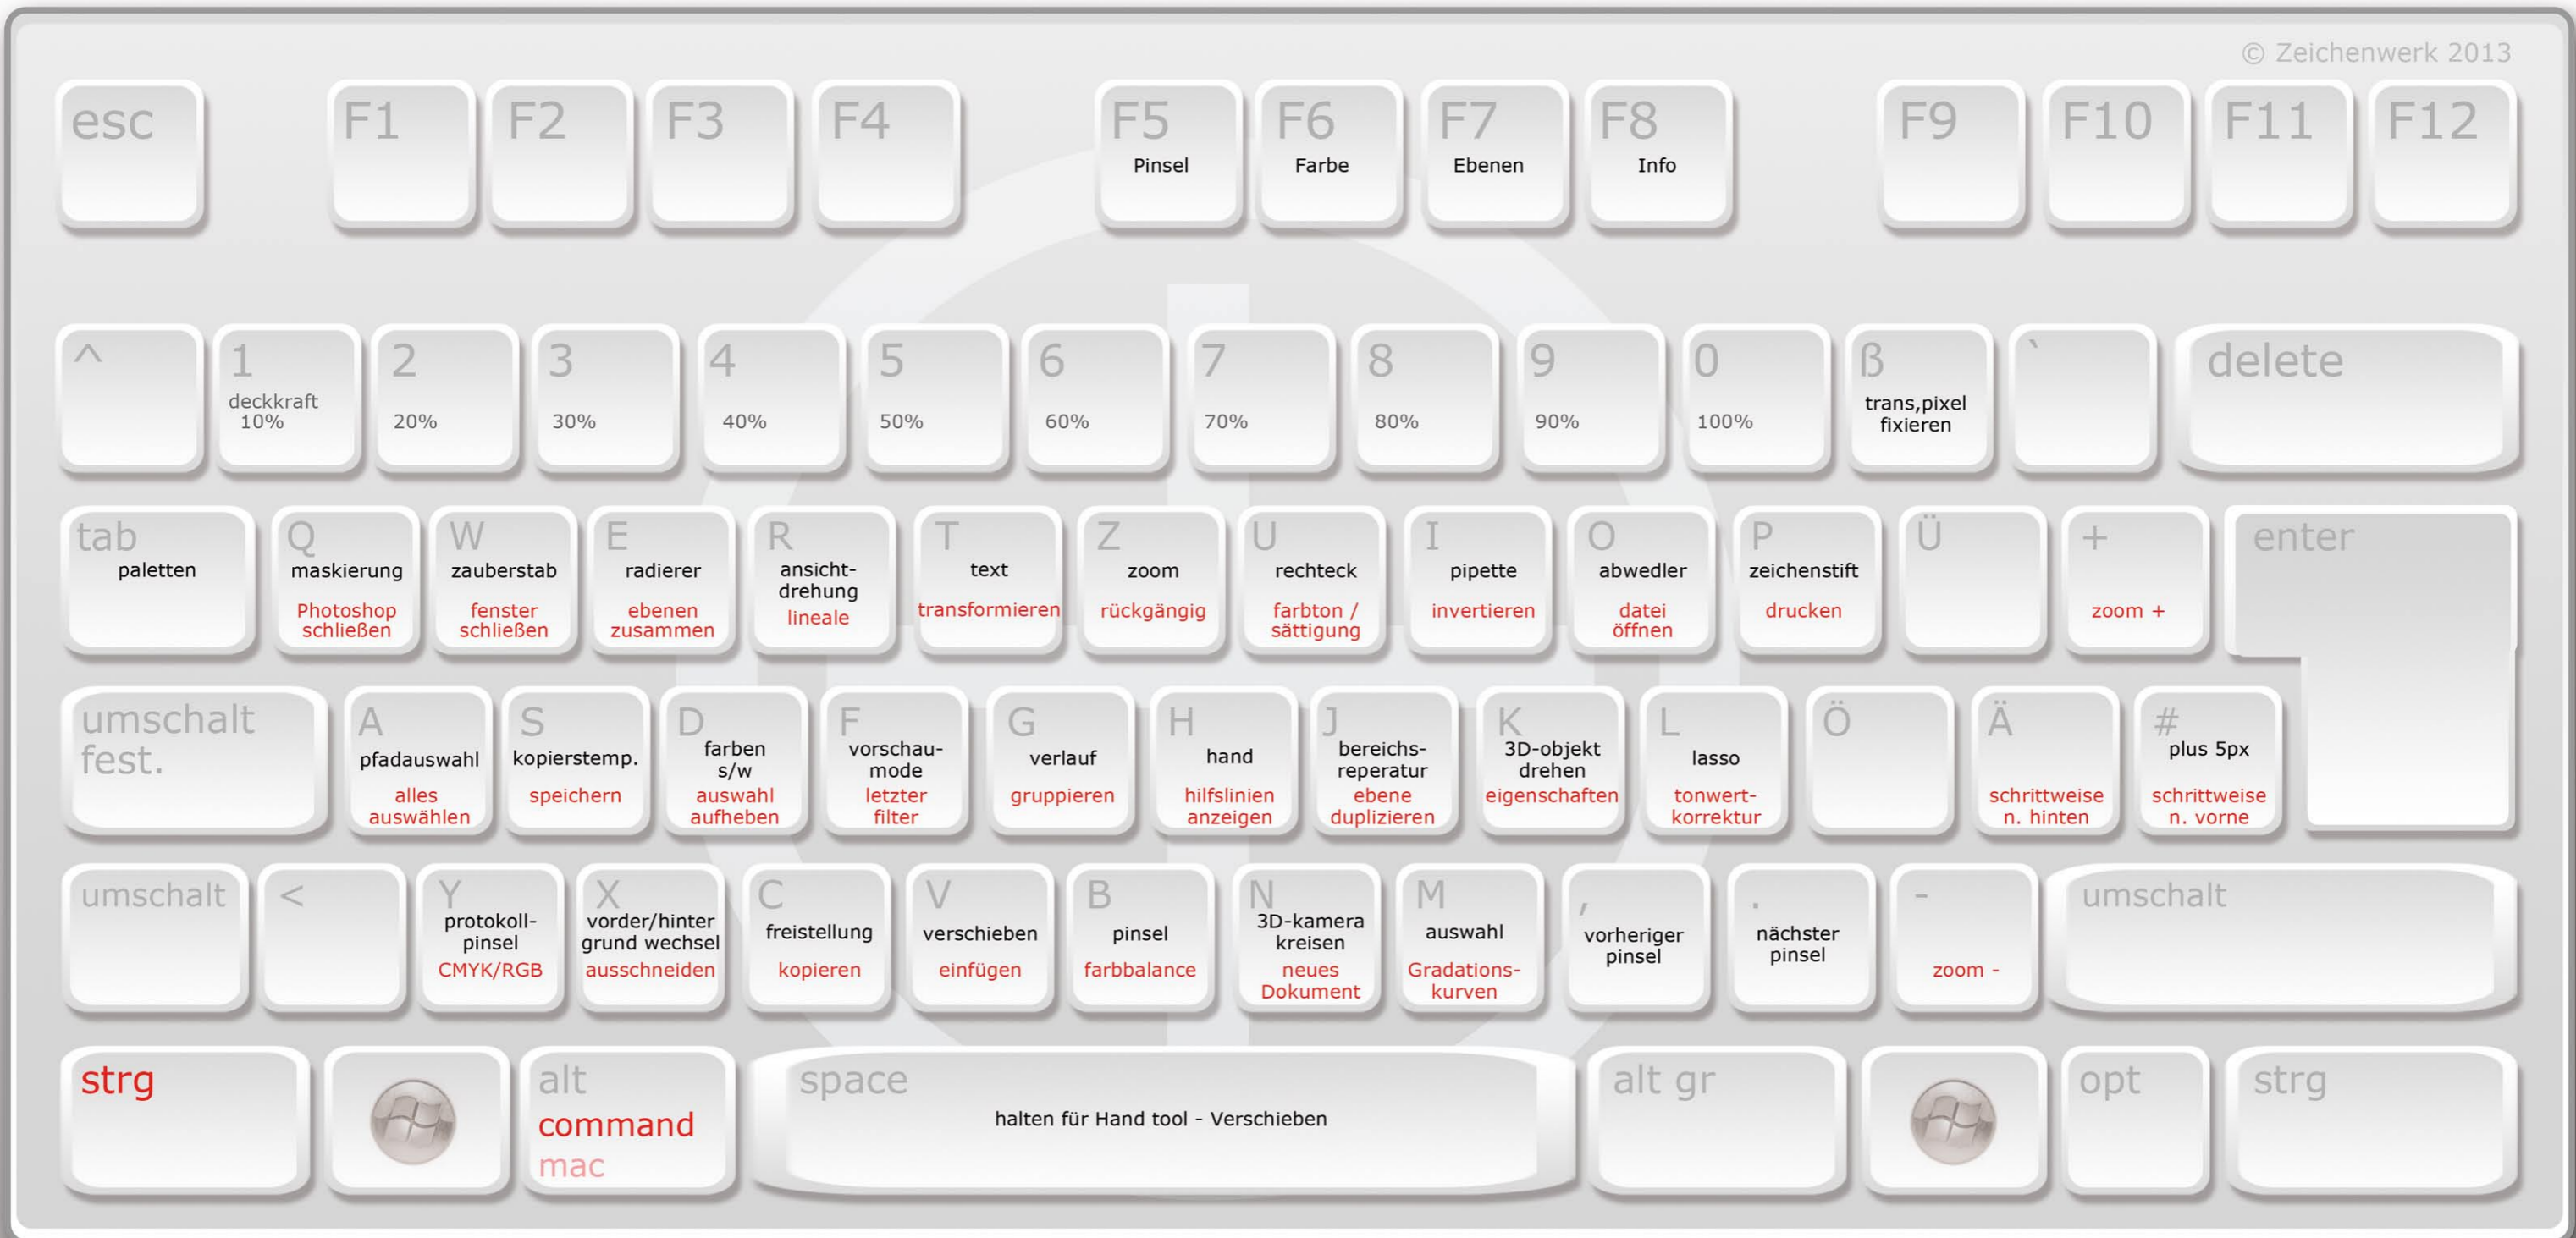 © Zeichenwerk 2013
esc
F1
F2
F3
F4
F5
Pinsel
F6
Farbe
F7
Ebenen
F8
Info
F9
F10
F11
F12
^
1
deckkraft
10%
2
20%
3
30%
4
40%
5
50%
6
60%
7
70%
8
80%
9
90%
0
100%
ß
trans,pixel
fixieren
`
delete
tab
paletten
Q
maskierung
Photoshop
schließen
W
zauberstab
fenster
schließen
E
radierer
ebenen
zusammen
R
ansicht-
drehung
lineale
T
text
transformieren
Z
zoom
rückgängig
U
rechteck
farbton /
sättigung
I
pipette
invertieren
O
abwedler
datei
öffnen
P
zeichenstift
drucken
Ü
+
zoom +
enter
umschalt
fest.
A
pfadauswahl
alles
auswählen
S
kopierstemp.
speichern
D
farben
s/w
auswahl
aufheben
F
vorschau-
mode
letzter
filter
G
verlauf
gruppieren
H
hand
hilfslinien
anzeigen
J
bereichs-
reperatur
ebene
duplizieren
K
3D-objekt
drehen
eigenschaften
L
lasso
tonwert-
korrektur
Ö
Ä
schrittweise
n. hinten
#
plus 5px
schrittweise
n. vorne
umschalt
<
Y
protokoll-
pinsel
CMYK/RGB
X
vorder/hinter
grund wechsel
ausschneiden
C
freistellung
kopieren
V
verschieben
einfügen
B
pinsel
farbbalance
N
3D-kamera
kreisen
neues
Dokument
M
auswahl
Gradations-
kurven
,
vorheriger
pinsel
.
nächster
pinsel
-
zoom -
umschalt
strg
alt
command
mac
space
halten für Hand tool - Verschieben
alt gr
opt
strg